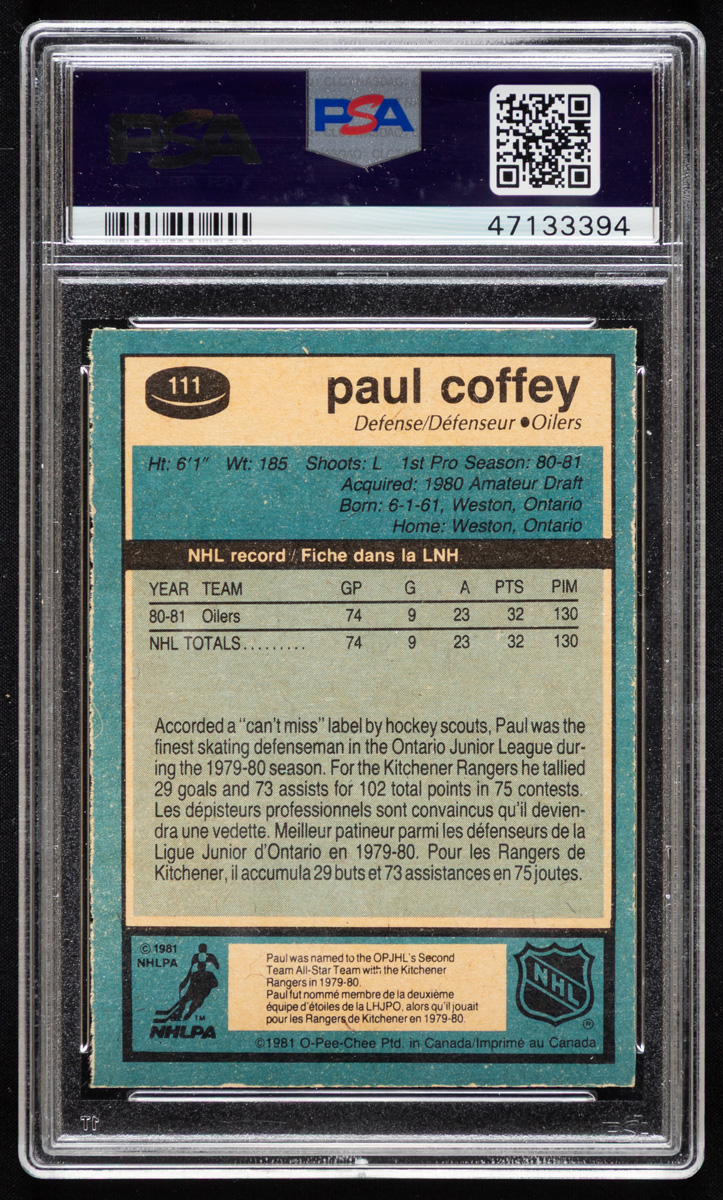 PSA
PSA
47133394
111
paul coffey
Defense/Défenseur ● Oilers
Ht: 6'1" Wt: 185 Shoots: L 1st Pro Season: 80-81
Acquired: 1980 Amateur Draft
Born: 6-1-61, Weston, Ontario
Home: Weston, Ontario
NHL record / Fiche dans la LNH
YEAR TEAM GP G A PTS PIM
80-81 Oilers 74 9 23 32 130
NHL TOTALS......... 74 9 23 32 130
Accorded a "can't miss" label by hockey scouts, Paul was the
finest skating defenseman in the Ontario Junior League dur-
ing the 1979-80 season. For the Kitchener Rangers he tallied
29 goals and 73 assists for 102 total points in 75 contests.
Les dépisteurs professionnels sont convaincus qu'il devien-
dra une vedette. Meilleur patineur parmi les défenseurs de la
Ligue Junior d'Ontario en 1979-80. Pour les Rangers de
Kitchener, il accumula 29 buts et 73 assistances en 75 joutes.
© 1981
NHLPA
TM
NHLPA
Paul was named to the OPJHL's Second
Team All-Star Team with the Kitchener
Rangers in 1979-80.
Paul fut nommé membre de la deuxième
équipe d'étoiles de la LHJPO, alors qu'il jouait
pour les Rangers de Kitchener en 1979-80.
NHL
®
©1981 O-Pee-Chee Ptd. in Canada/Imprimé au Canada